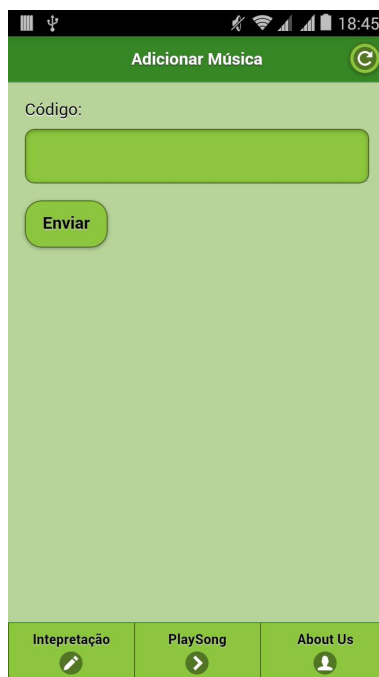 18:45
Adicionar Música
Código:
Enviar
Intepretação
PlaySong
About Us